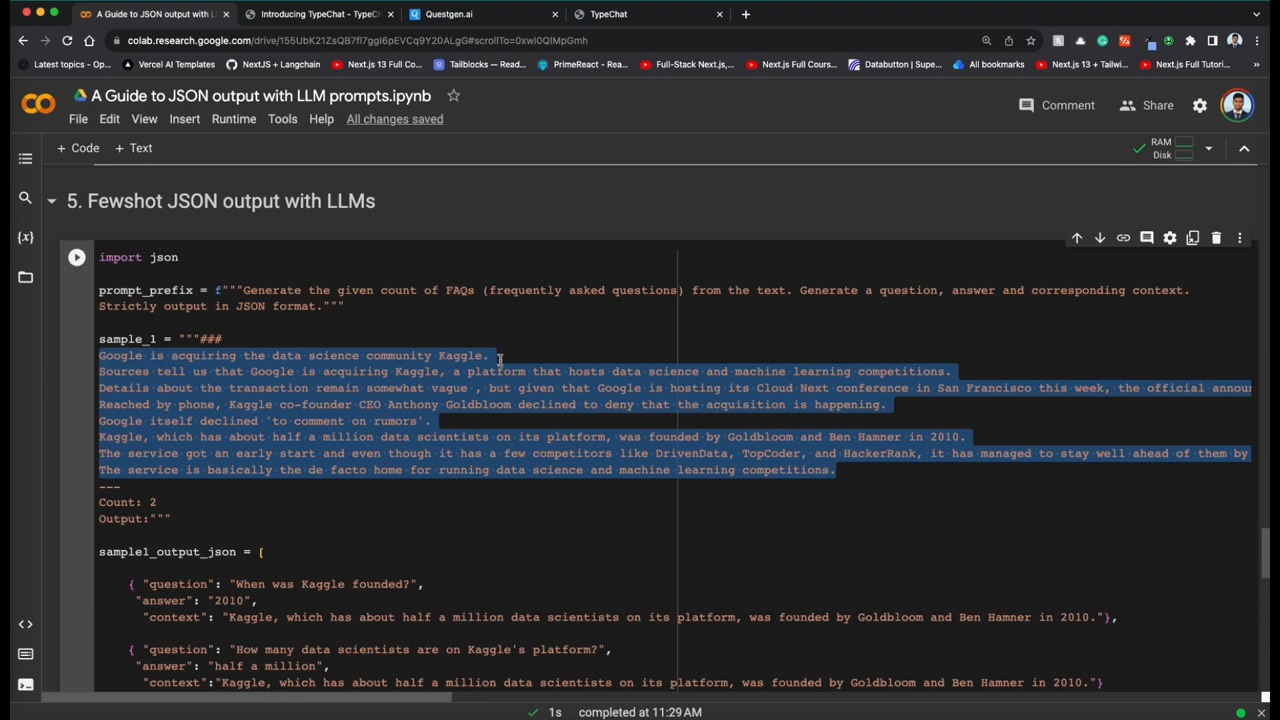 A Guide to JSON output with L
Introducing TypeChat - TypeC
Questgen.ai
TypeChat
colab.research.google.com/drive/155UbK21ZsQB7fl7ggI6pEVCq9Y20ALgG#scrollTo=0xwI0QlMpGmh
Latest topics - Op...
Vercel AI Templates
NextJS + Langchain
Next.js 13 Full Co...
Tailblocks — Read...
PrimeReact - Rea...
Full-Stack Next.js,...
Next.js Full Cours...
Databutton | Supe...
All bookmarks
Next.js 13 + Tailwi...
Next.js Full Tutori...
A Guide to JSON output with LLM prompts.ipynb
Comment
Share
File Edit View Insert Runtime Tools Help All changes saved
+ Code + Text
RAM
Disk
5. Fewshot JSON output with LLMs
import json
prompt_prefix = f"""Generate the given count of FAQs (frequently asked questions) from the text. Generate a question, answer and corresponding context.
Strictly output in JSON format."""
sample_1 = """###
Google is acquiring the data science community Kaggle.
Sources tell us that Google is acquiring Kaggle, a platform that hosts data science and machine learning competitions.
Details about the transaction remain somewhat vague , but given that Google is hosting its Cloud Next conference in San Francisco this week, the official annou
Reached by phone, Kaggle co-founder CEO Anthony Goldbloom declined to deny that the acquisition is happening.
Google itself declined 'to comment on rumors'.
Kaggle, which has about half a million data scientists on its platform, was founded by Goldbloom and Ben Hamner in 2010.
The service got an early start and even though it has a few competitors like DrivenData, TopCoder, and HackerRank, it has managed to stay well ahead of them by
The service is basically the de facto home for running data science and machine learning competitions.
---
Count: 2
Output:"""
sample1_output_json = [
{ "question": "When was Kaggle founded?",
"answer": "2010",
"context": "Kaggle, which has about half a million data scientists on its platform, was founded by Goldbloom and Ben Hamner in 2010."},
{ "question": "How many data scientists are on Kaggle's platform?",
"answer": "half a million",
"context":"Kaggle, which has about half a million data scientists on its platform, was founded by Goldbloom and Ben Hamner in 2010."}
1s completed at 11:29 AM